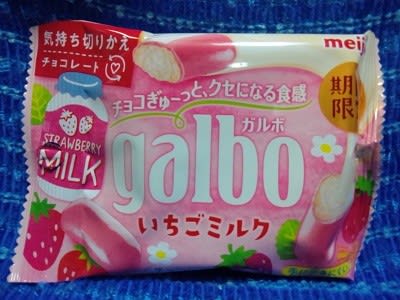 気持ち切りかえ
チョコレート
meiji
期
限
チョコぎゅーっと、クセになる食感
ガルボ
galbo
STRAWBERRY
MILK
いちごミルク